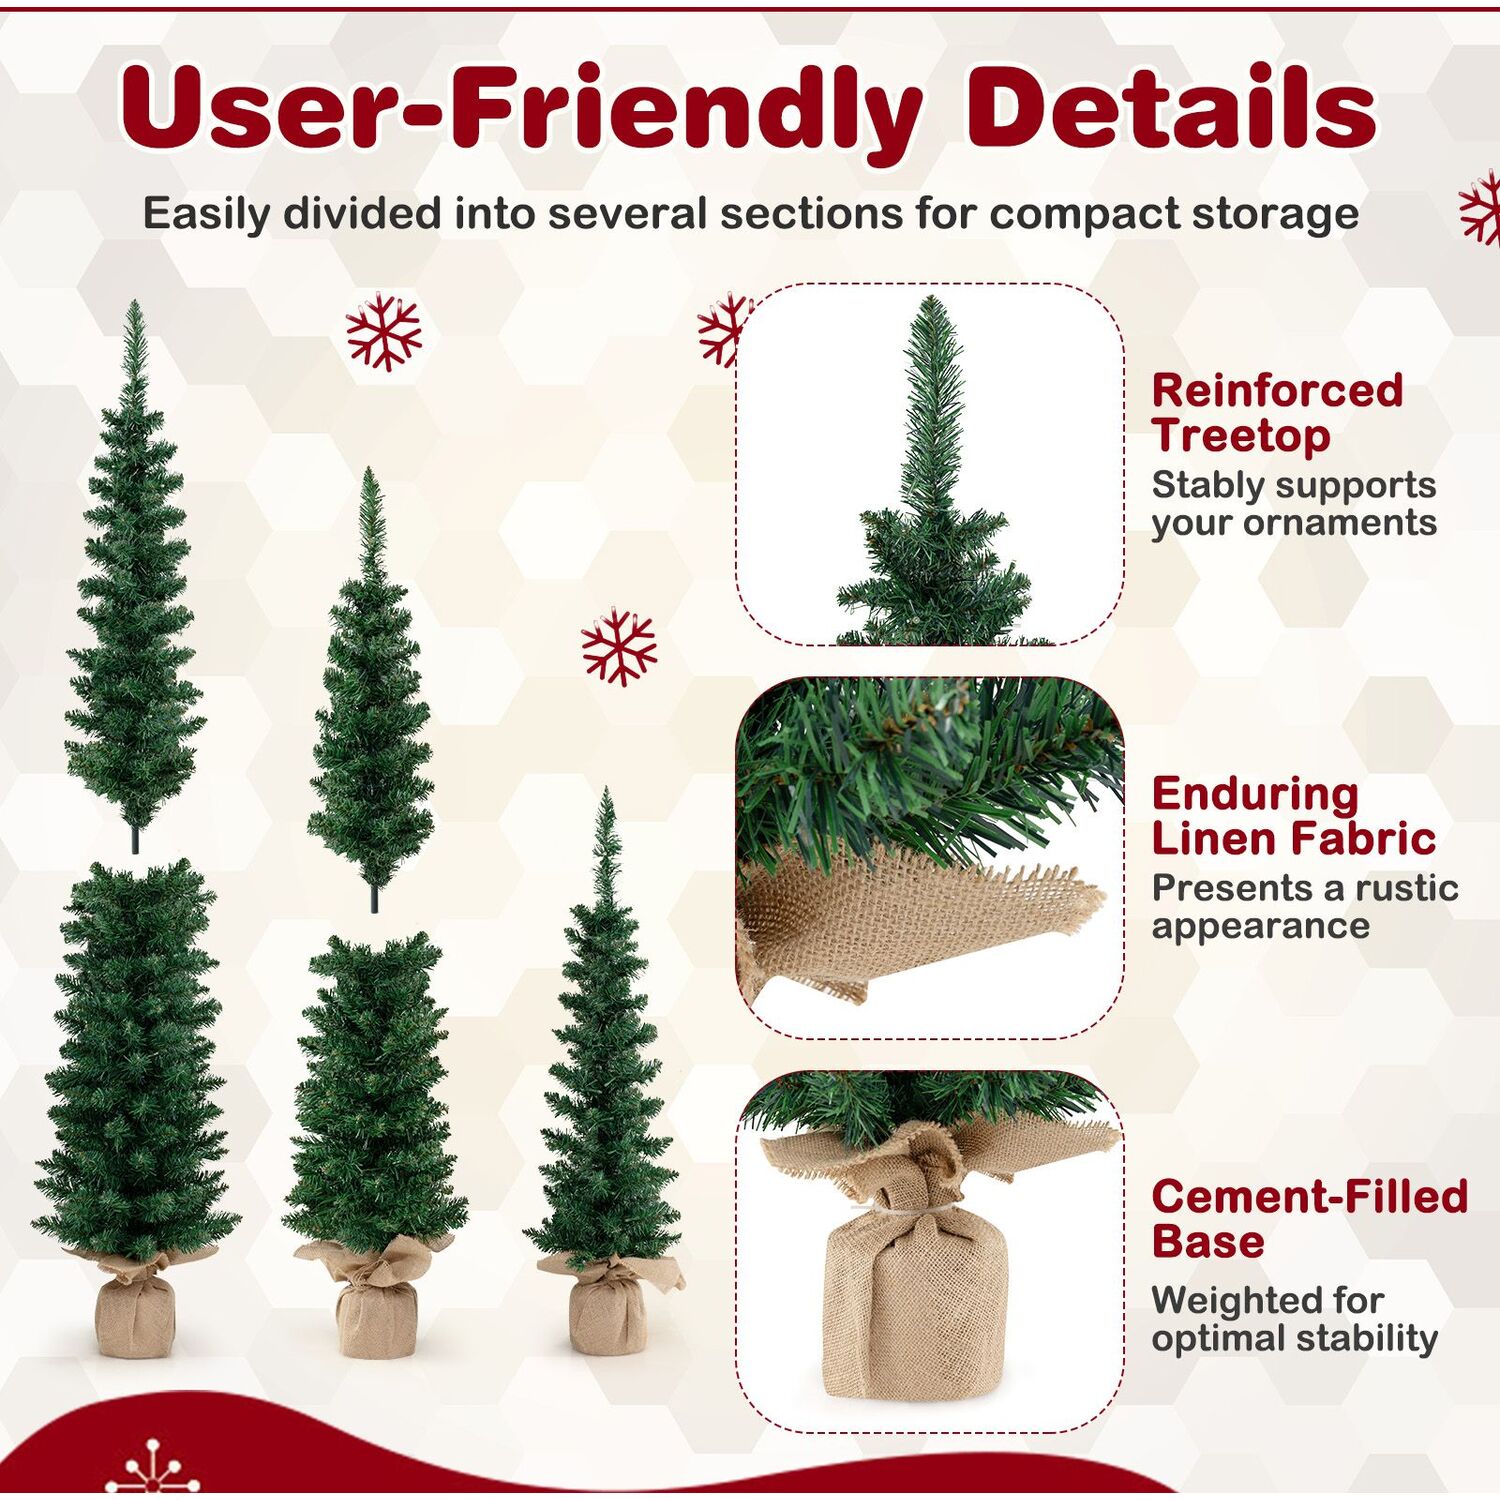 User-Friendly Details
Easily divided into several sections for compact storage
Reinforced
Treetop
Stably supports
your ornaments
Enduring
Linen Fabric
Presents a rustic
appearance
Cement-Filled
Base
Weighted for
optimal stability